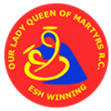 OUR LADY QUEEN OF MARTYRS R.C.
ESH WINNING